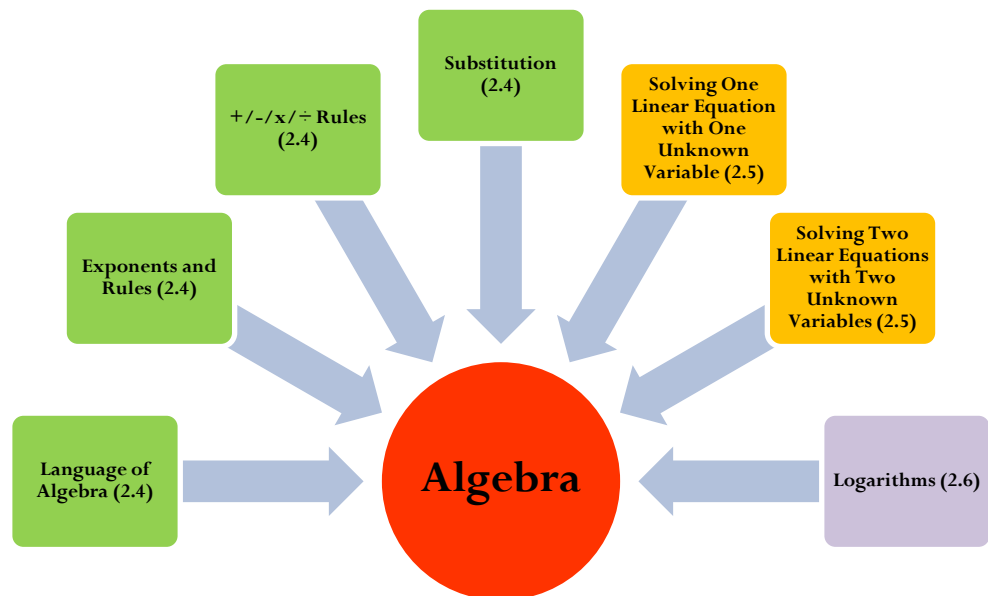 Language of
Algebra (2.4)
Exponents and
Rules (2.4)
+/-/x/÷ Rules
(2.4)
Substitution
(2.4)
Solving One
Linear Equation
with One
Unknown
Variable (2.5)
Solving Two
Linear Equations
with Two
Unknown
Variables (2.5)
Logarithms (2.6)
Algebra